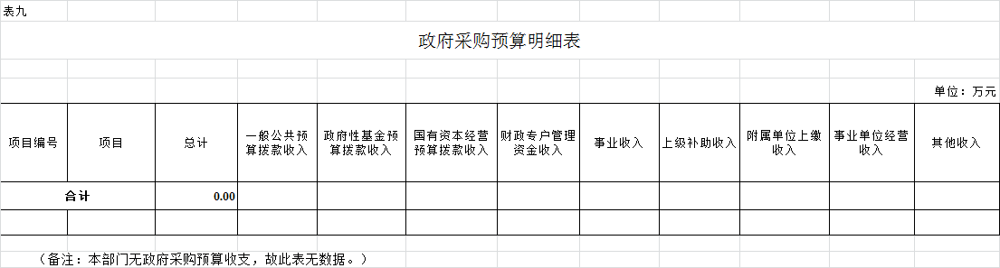 表九
政府采购预算明细表
单位：万元
项目编号 项目 总计 一般公共预算拨款收入 政府性基金预算拨款收入 国有资本经营预算拨款收入 财政专户管理资金收入 事业收入 上级补助收入 附属单位上缴收入 事业单位经营收入 其他收入
合计 0.00
（备注：本部门无政府采购预算收支，故此表无数据。）